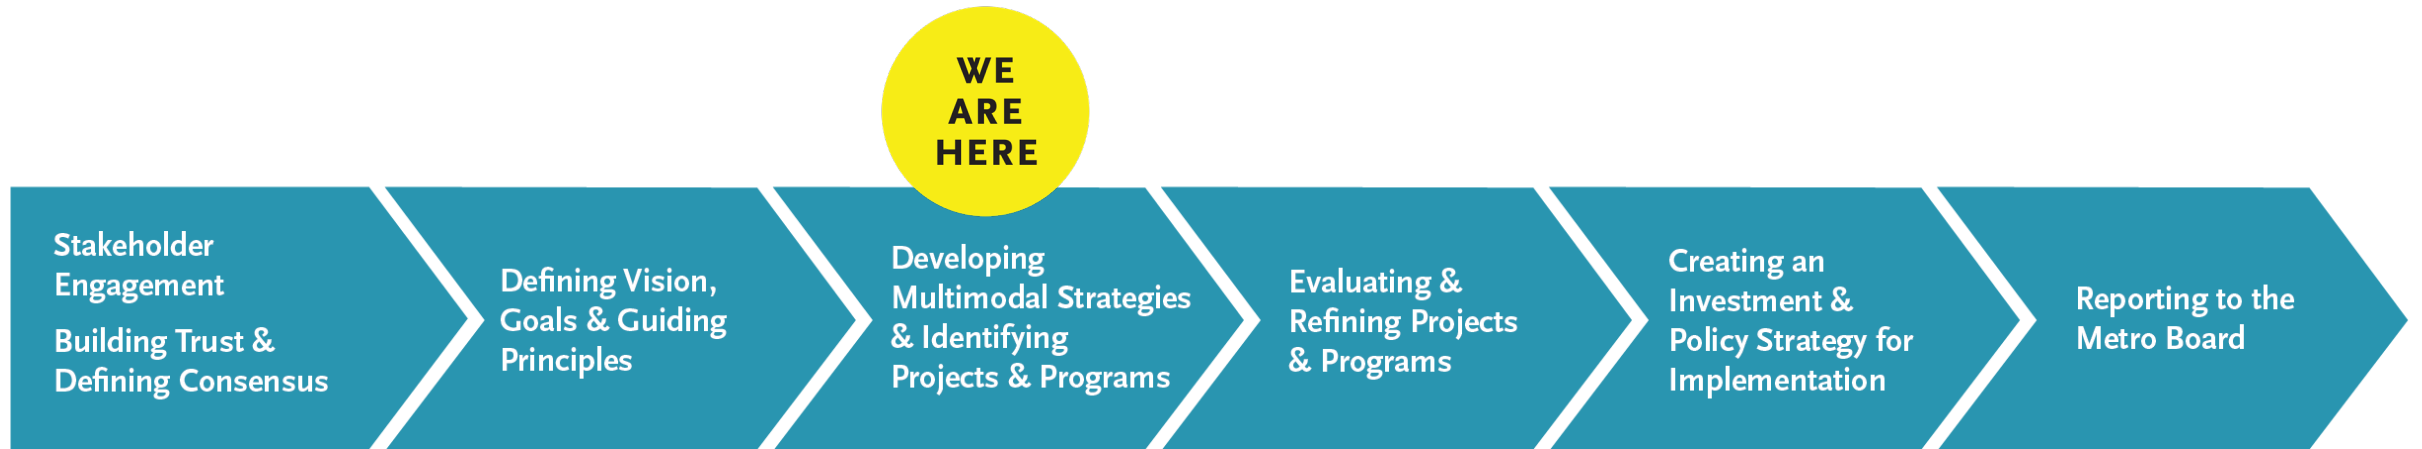 WE
ARE
HERE
Stakeholder
Engagement
Building Trust &
Defining Consensus
Defining Vision,
Goals & Guiding
Principles
Developing
Multimodal Strategies
& Identifying
Projects & Programs
Evaluating &
Refining Projects
& Programs
Creating an
Investment &
Policy Strategy for
Implementation
Reporting to the
Metro Board